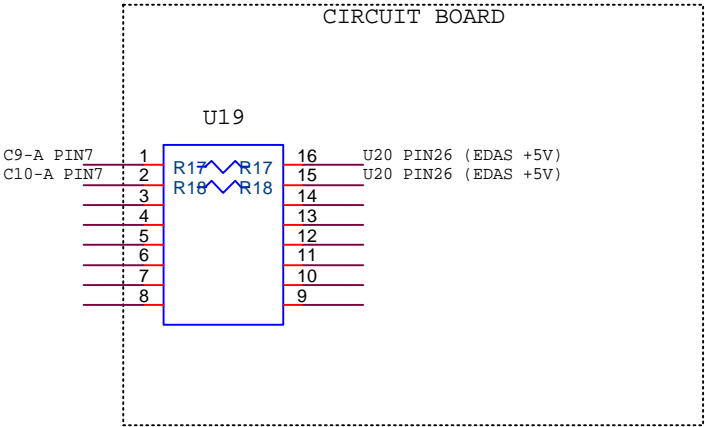 CIRCUIT BOARD
U19
C9-A PIN7 1 R17 R17 16 U20 PIN26 (EDAS +5V)
C10-A PIN7 2 R18 R18 15 U20 PIN26 (EDAS +5V)
3 14
4 13
5 12
6 11
7 10
8 9